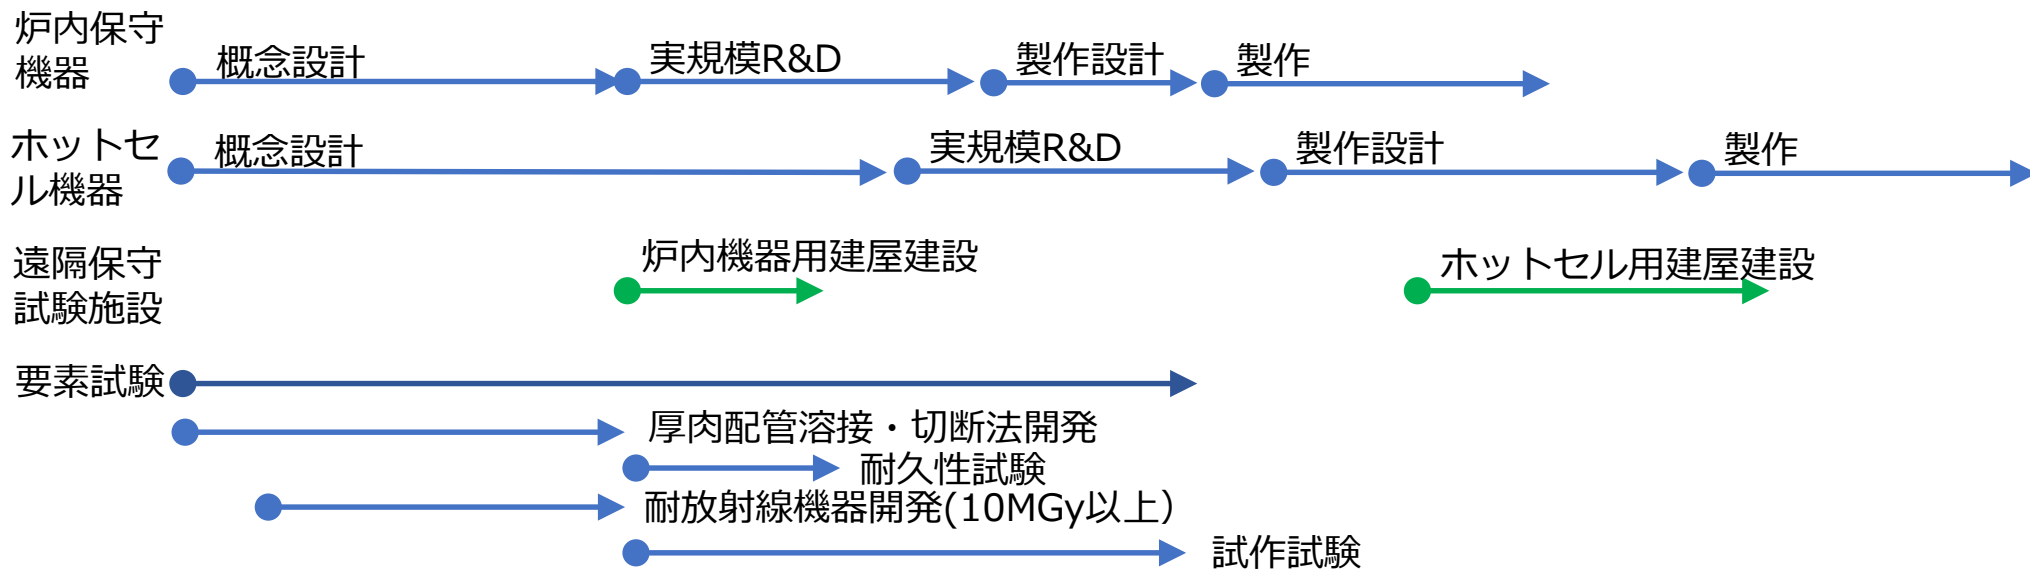 炉内保守
機器
概念設計
実規模R&D
製作設計
製作
ホットセ
ル機器
概念設計
実規模R&D
製作設計
製作
遠隔保守
試験施設
炉内機器用建屋建設
ホットセル用建屋建設
要素試験
厚肉配管溶接・切断法開発
耐久性試験
耐放射線機器開発(10MGy以上）
試作試験